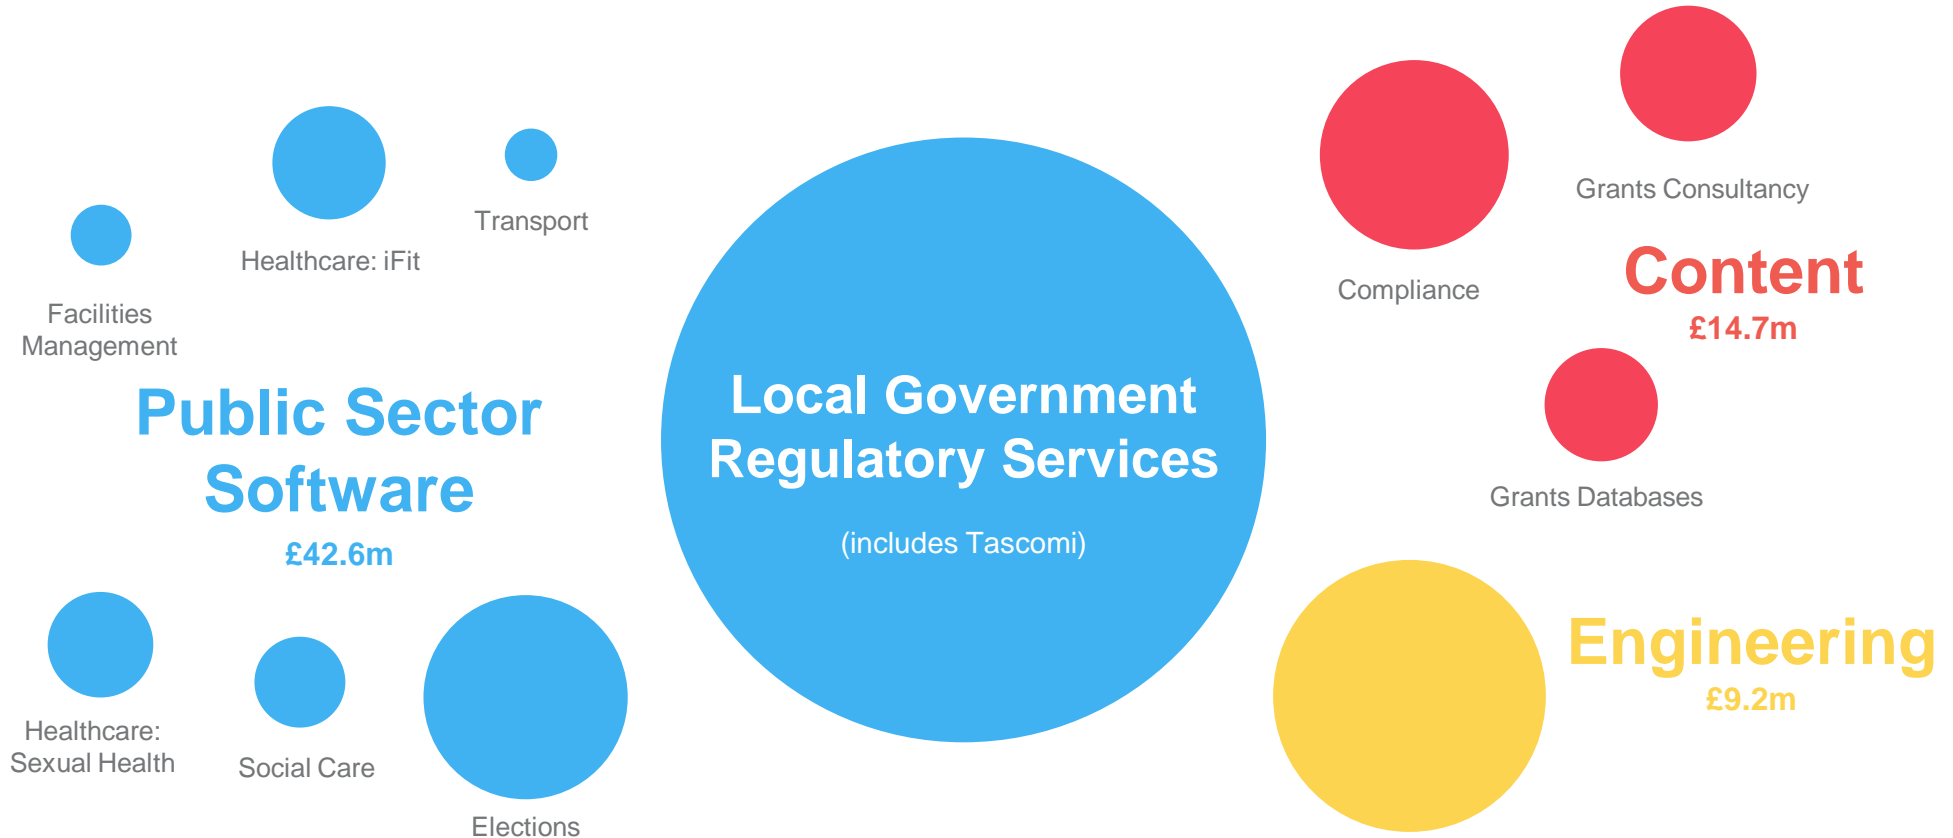 Facilities
Management
Healthcare: iFit
Transport
Public Sector
Software
£42.6m
Healthcare:
Sexual Health
Social Care
Elections
Local Government
Regulatory Services
(includes Tascomi)
Compliance
Grants Consultancy
Content
£14.7m
Grants Databases
Engineering
£9.2m